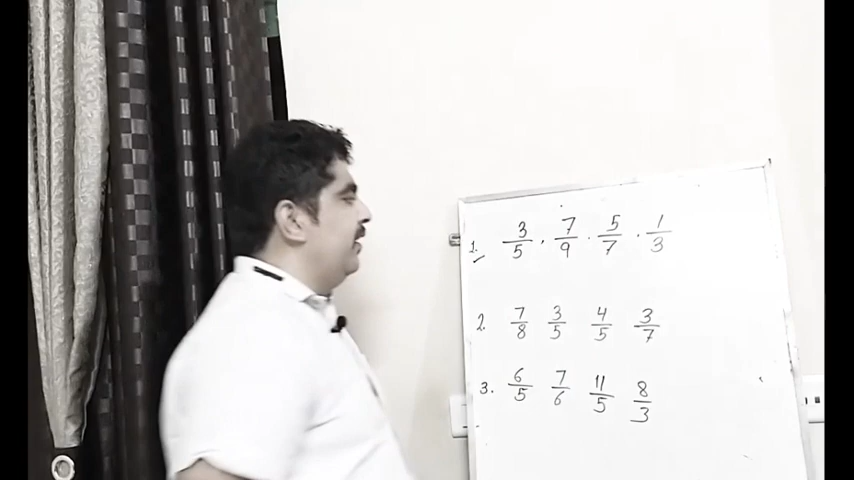 1. 3/5 . 7/9 . 5/7 . 1/3
2. 7/8 3/5 4/5 3/7
3. 6/5 7/6 11/5 8/3